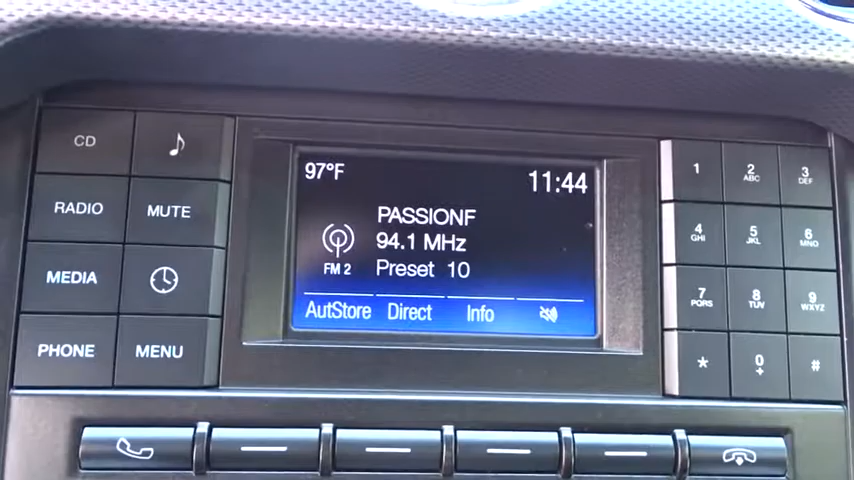 CD
RADIO
MUTE
MEDIA
PHONE
MENU
97°F
11:44
PASSIONF
94.1 MHz
FM 2
Preset 10
AutStore
Direct
Info
1
2
ABC
3
DEF
4
GHI
5
JKL
6
MNO
7
PQRS
8
TUV
9
WXYZ
*
0
+
#